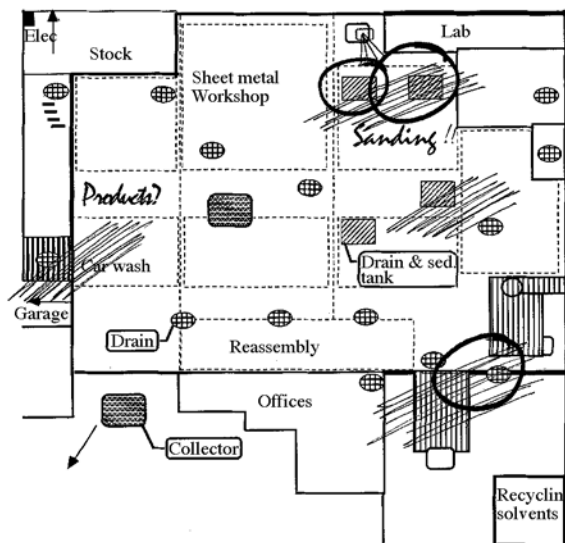 Elec
Stock
Lab
Sheet metal
Workshop
Sanding !!
Products?
Car wash
Drain & sed.
tank
Garage
Drain
Reassembly
Offices
Collector
Recyclin
solvents